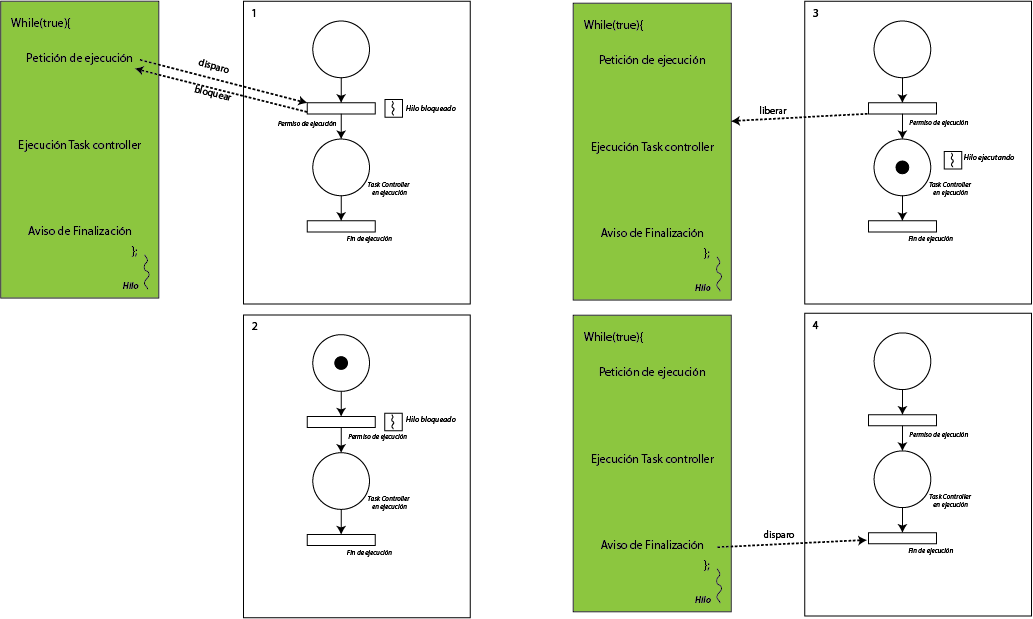 While(true){
Petición de ejecución
Ejecución Task controller
Aviso de Finalización
};
Hilo
disparo
bloquear
1
Hilo bloqueado
Permiso de ejecución
Task Controller
en ejecución
Fin de ejecución
While(true){
Petición de ejecución
Ejecución Task controller
Aviso de Finalización
};
Hilo
liberar
3
Permiso de ejecución
Hilo ejecutando
Task Controller
en ejecución
Fin de ejecución
2
Hilo bloqueado
Permiso de ejecución
Task Controller
en ejecución
Fin de ejecución
While(true){
Petición de ejecución
Ejecución Task controller
Aviso de Finalización
};
Hilo
disparo
4
Permiso de ejecución
Task Controller
en ejecución
Fin de ejecución